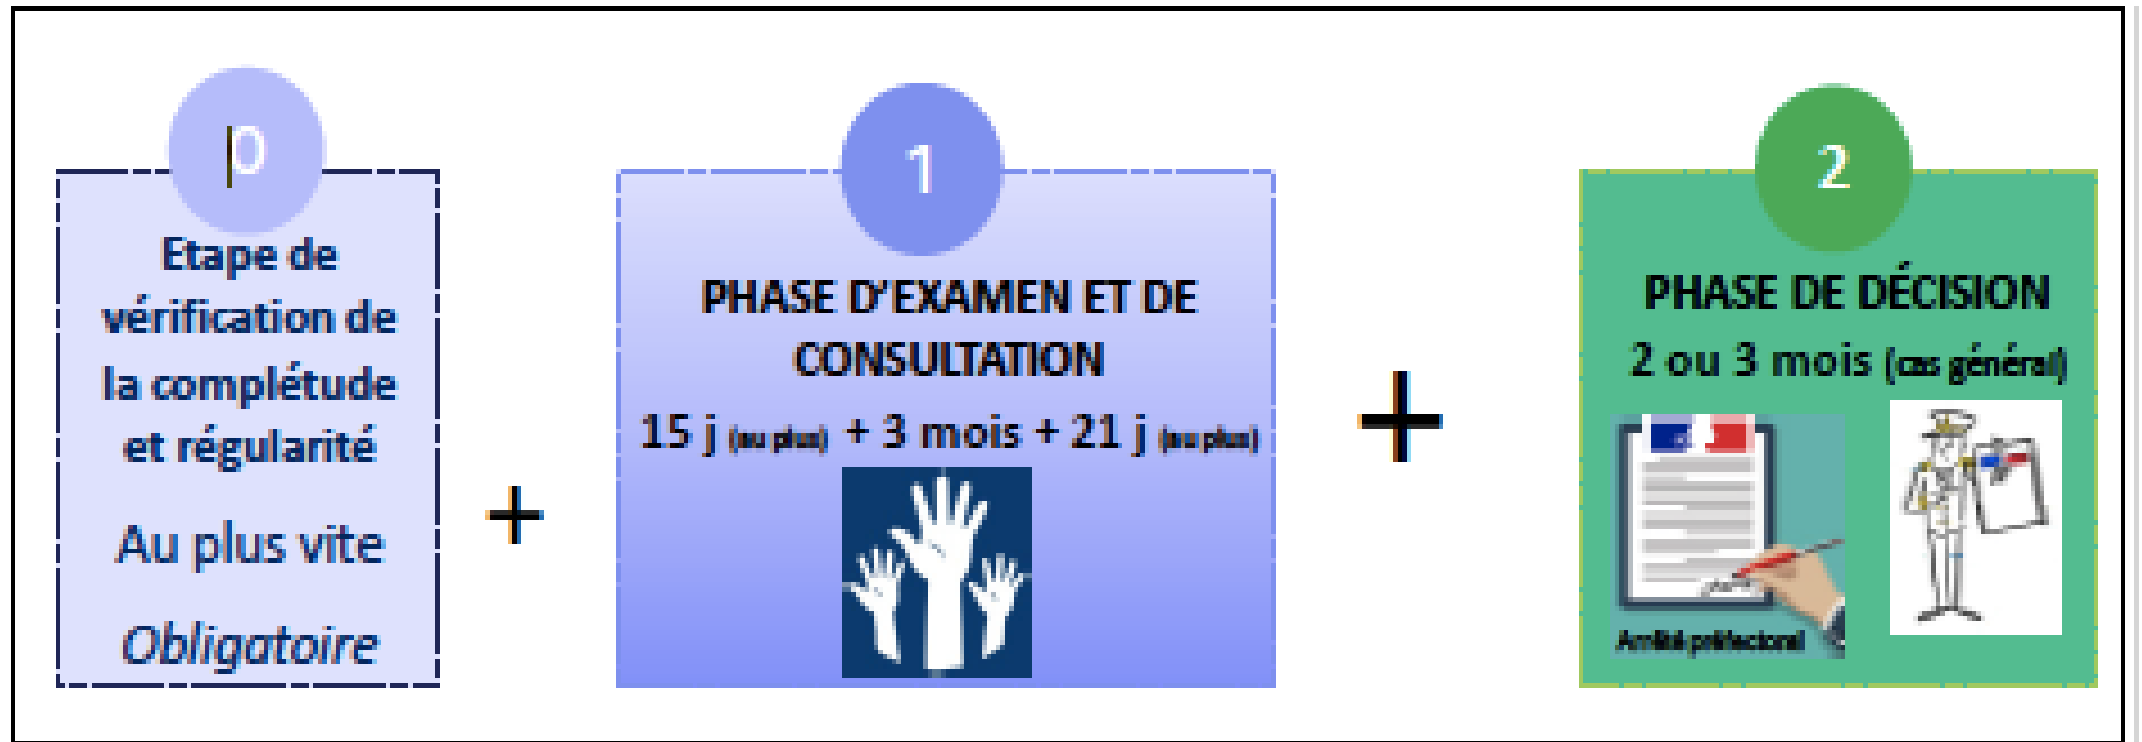 0
Etape de
vérification de
la complétude
et régularité
Au plus vite
Obligatoire
+
1
PHASE D'EXAMEN ET DE
CONSULTATION
15 j (au plus) + 3 mois + 21 j (au plus)
+
2
PHASE DE DÉCISION
2 ou 3 mois (cas général)
Arrêté préfectoral